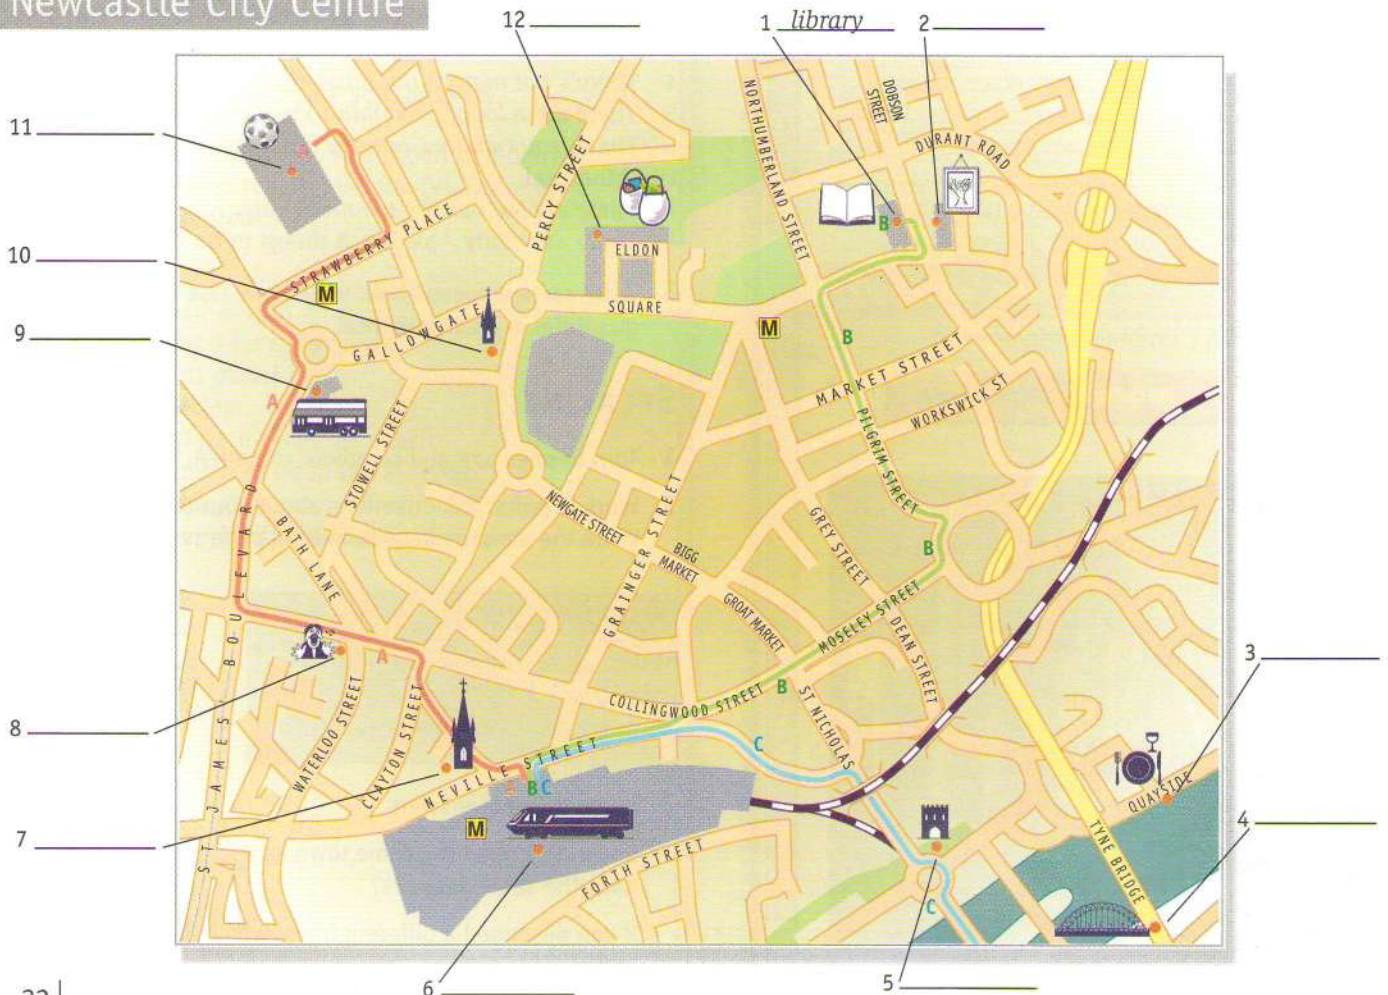 Newcastle City Centre
12
1 library
2
11
10
9
8
7
6
5
4
3
NORTHUMBERLAND STREET
DOBSON
STREET
DURANT ROAD
PERCY STREET
STRAWBERRY PLACE
M
ELDON
SQUARE
GALLOWGATE
M
B
B
A
MARKET STREET
WORKSWICK ST
PILGRIM STREET
STOWELL STREET
BATH LANE
NEWGATE STREET
GRAINGER STREET
BIGG
MARKET
GREY STREET
B
GROAT MARKET
MOSELEY STREET
DEAN STREET
ST JAMES BOULEVARD
A
WATERLOO STREET
CLAYTON STREET
COLLINGWOOD STREET
B
ST NICHOLAS
NEVILLE STREET
C
A
B
C
M
FORTH STREET
QUAYSIDE
TYNE BRIDGE
C